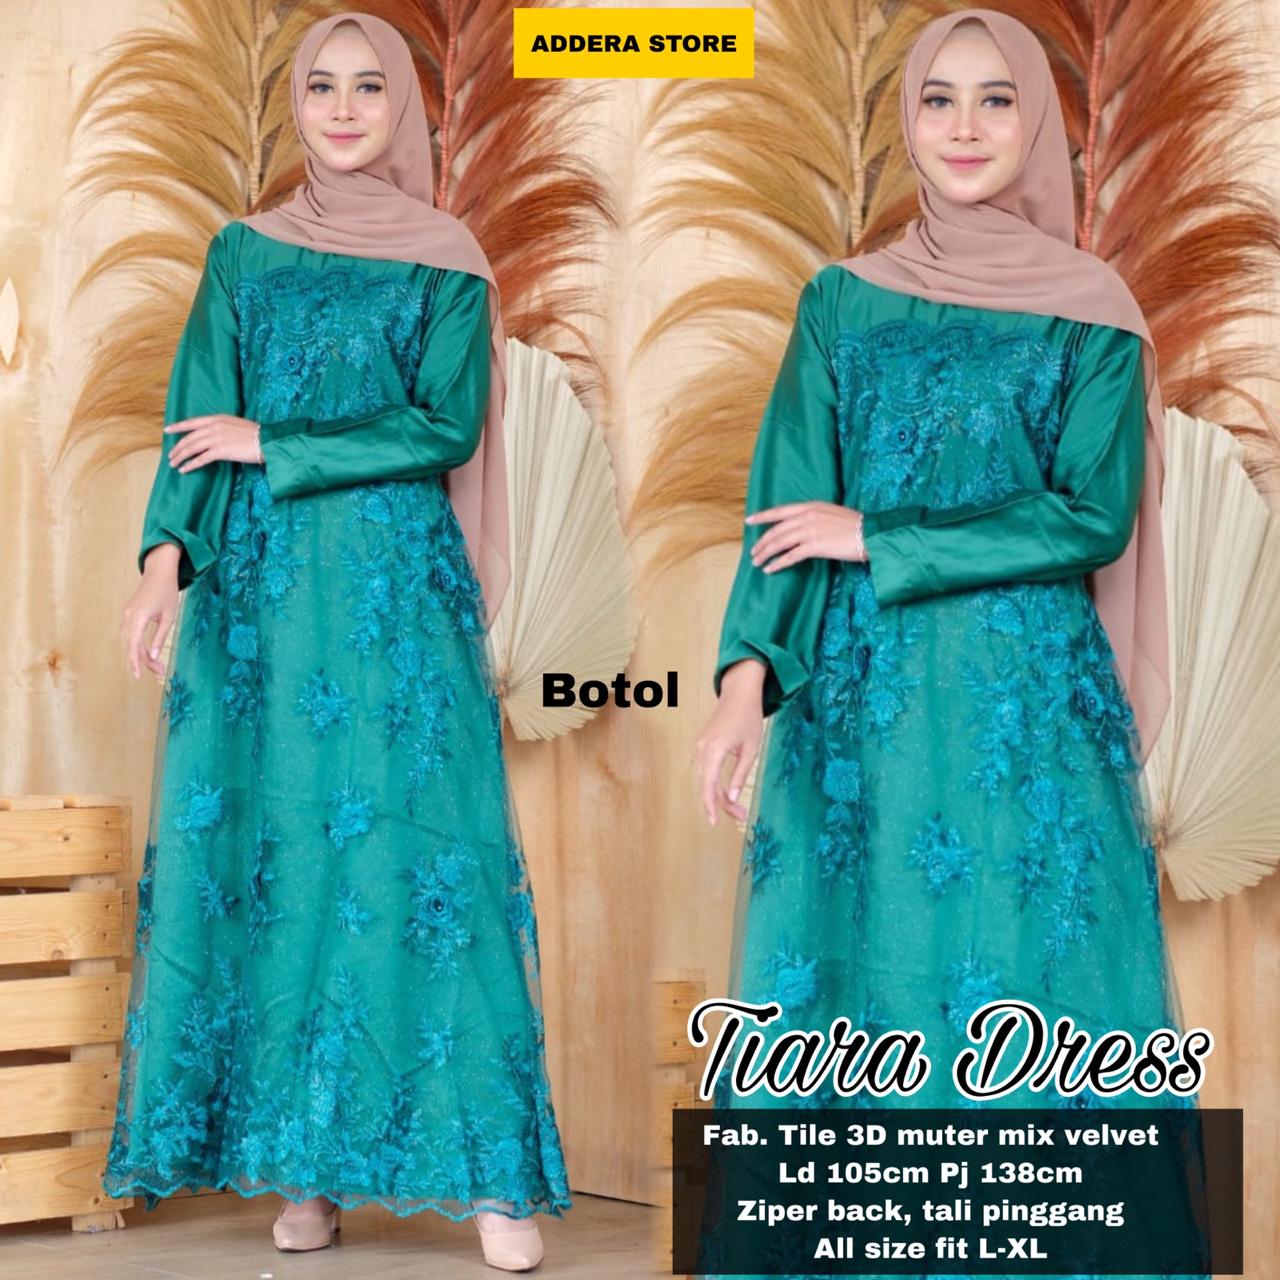 ADDERA STORE
Botol
Tiara Dress
Fab. Tile 3D muter mix velvet
Ld 105cm Pj 138cm
Ziper back, tali pinggang
All size fit L-XL